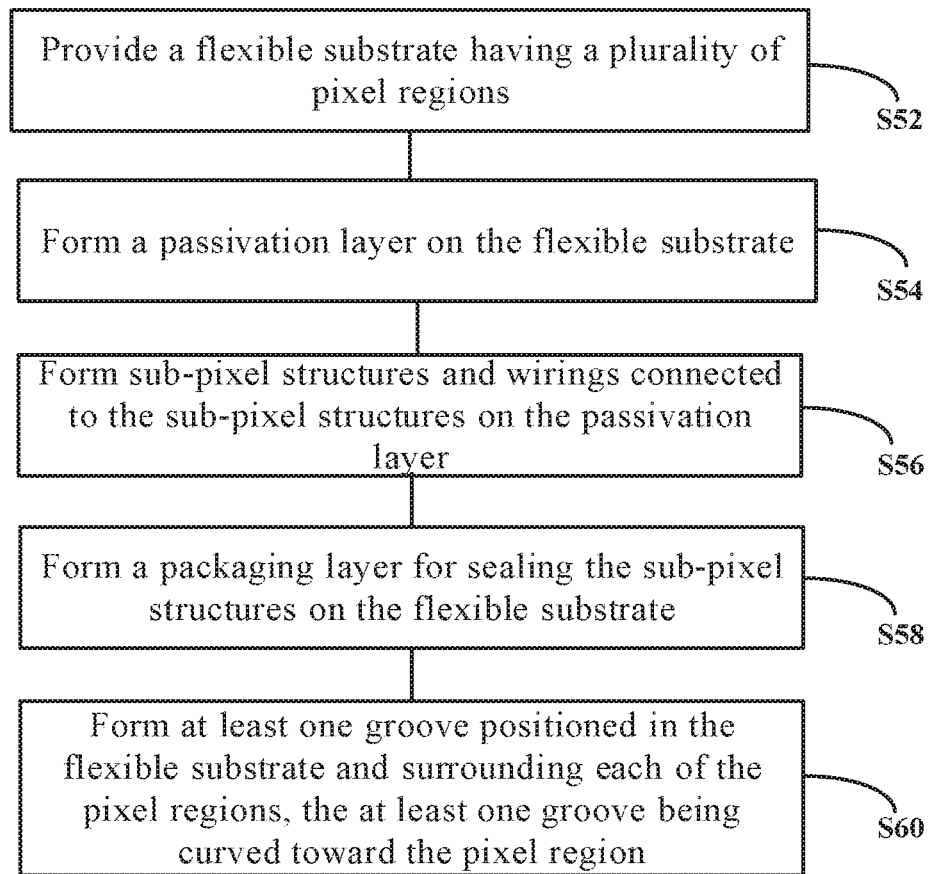 Provide a flexible substrate having a plurality of
pixel regions
S52
Form a passivation layer on the flexible substrate
S54
Form sub-pixel structures and wirings connected
to the sub-pixel structures on the passivation
layer
S56
Form a packaging layer for sealing the sub-pixel
structures on the flexible substrate
S58
Form at least one groove positioned in the
flexible substrate and surrounding each of the
pixel regions, the at least one groove being
curved toward the pixel region
S60